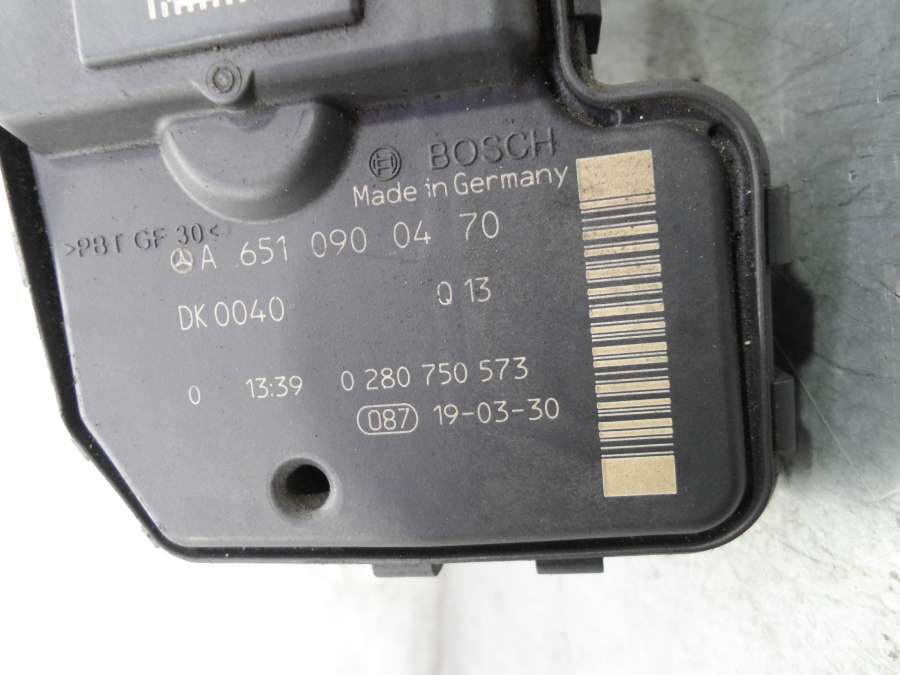 BOSCH
Made in Germany
>PBT GF 30<
A 651 090 04 70
DK 0040 Q 13
0 13:39 0 280 750 573
087 19-03-30